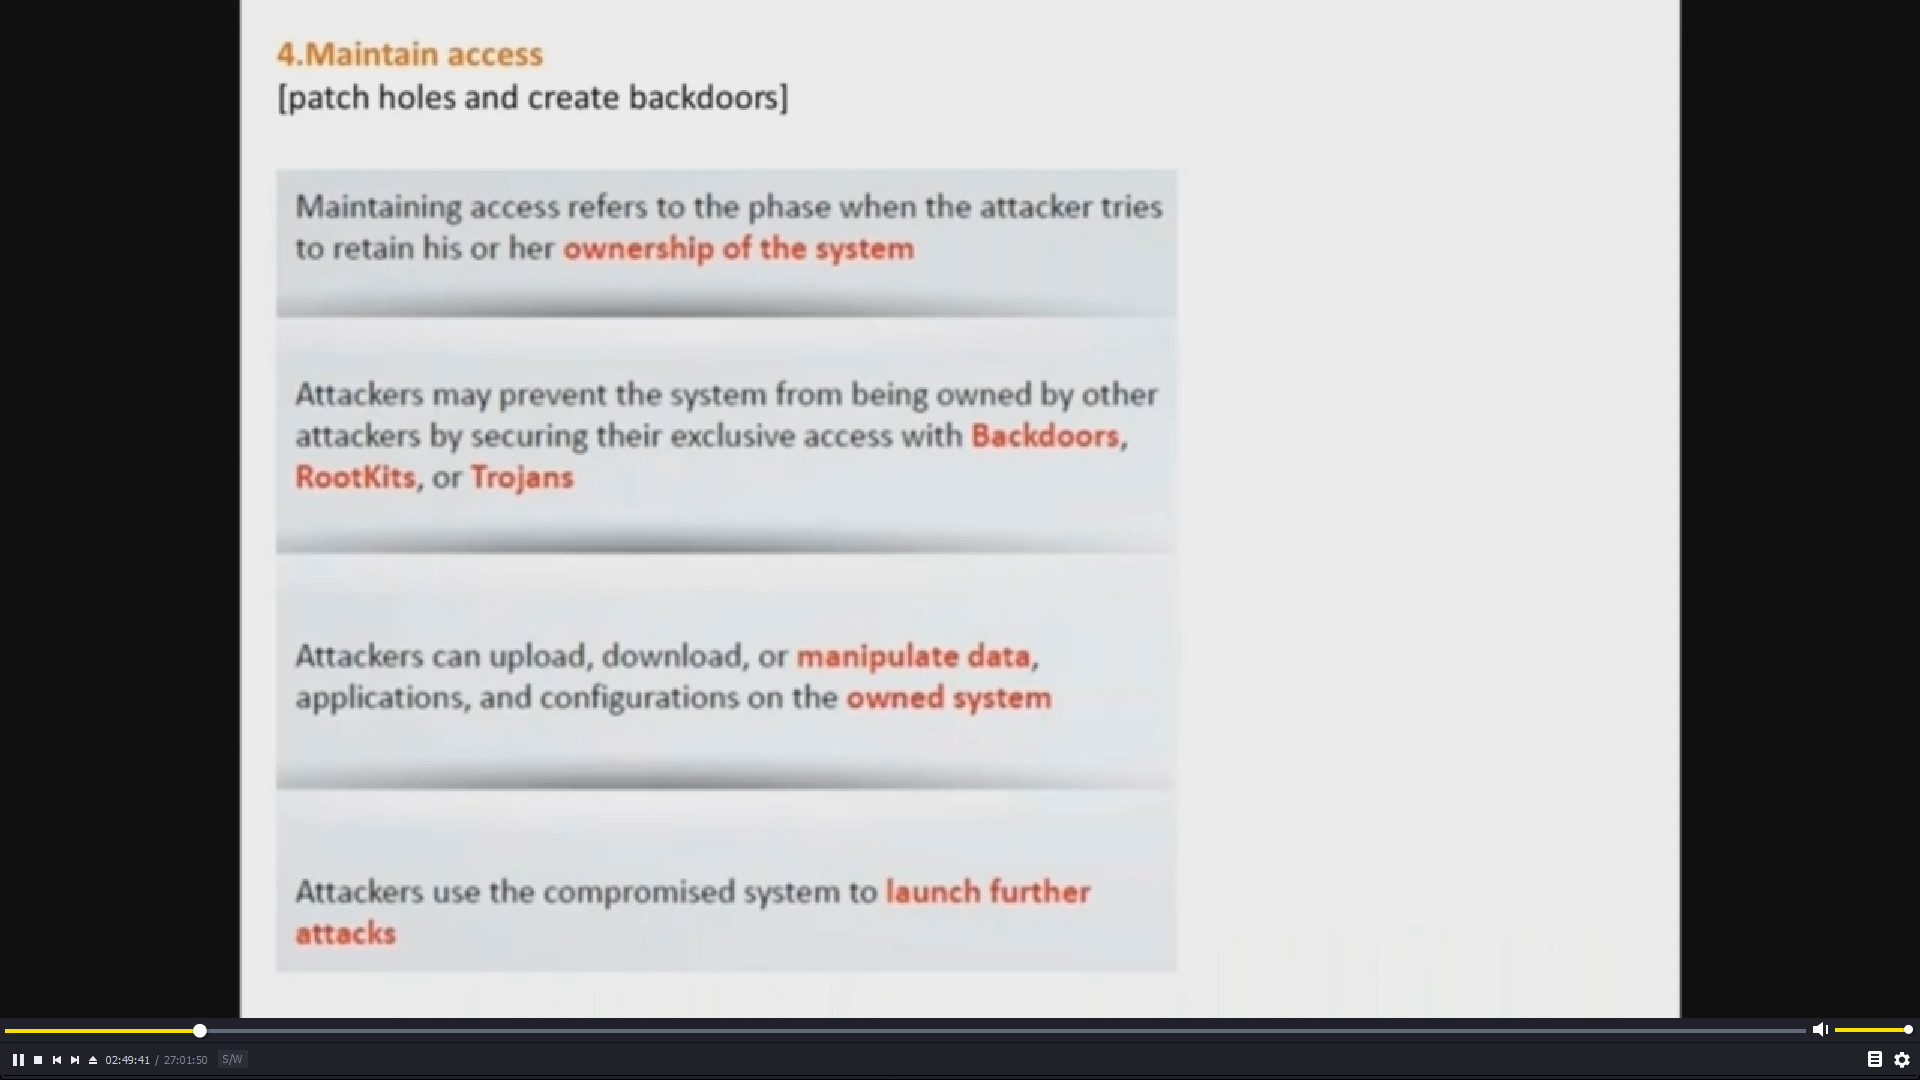 4.Maintain access
[patch holes and create backdoors]
Maintaining access refers to the phase when the attacker tries
to retain his or her ownership of the system
Attackers may prevent the system from being owned by other
attackers by securing their exclusive access with Backdoors,
RootKits, or Trojans
Attackers can upload, download, or manipulate data,
applications, and configurations on the owned system
Attackers use the compromised system to launch further
attacks
02:49:41 / 27:01:50 S/W